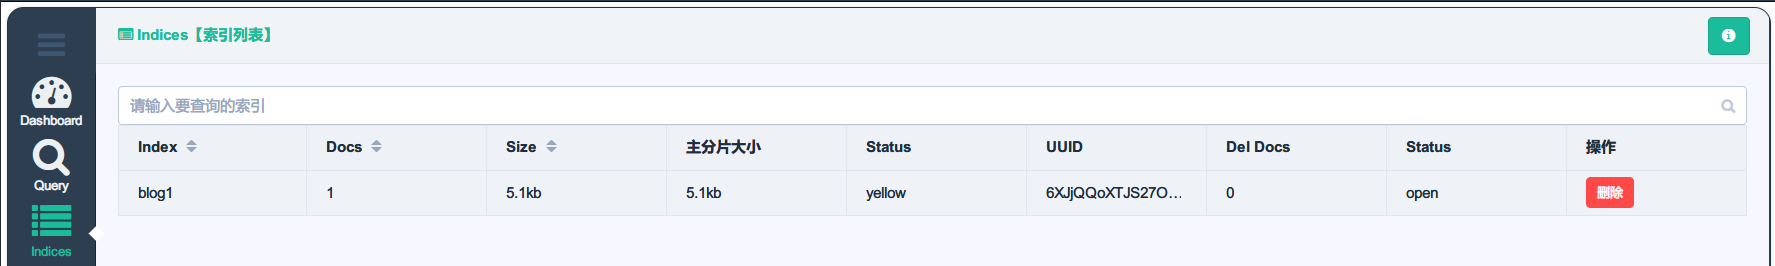 Indices【索引列表】
Dashboard
Query
Indices
请输入要查询的索引
Index Docs Size 主分片大小 Status UUID Del Docs Status 操作
blog1 1 5.1kb 5.1kb yellow 6XJjQQoXTJS27O... 0 open 删除